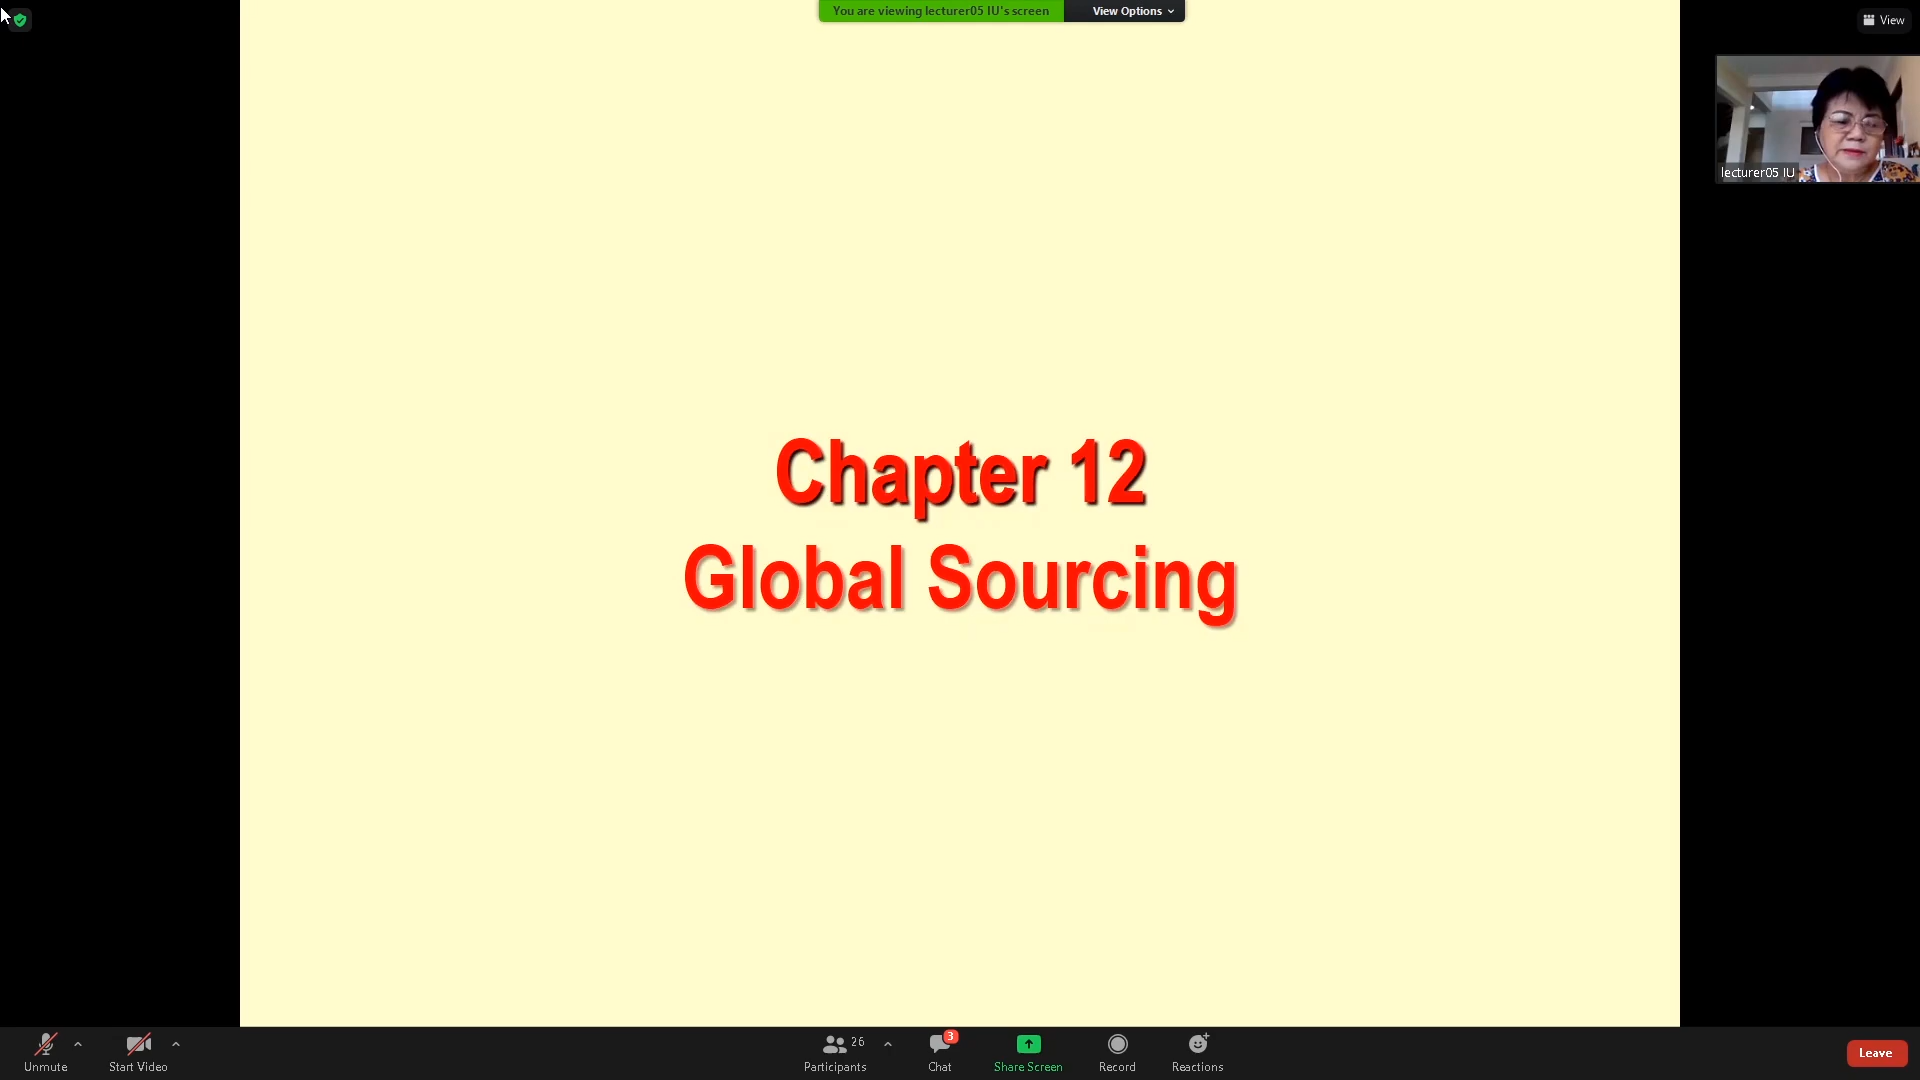 You are viewing lecturer05 IU's screen
View Options
View
lecturer05 IU
Chapter 12
Global Sourcing
Unmute
Start Video
26
Participants
3
Chat
Share Screen
Record
Reactions
Leave